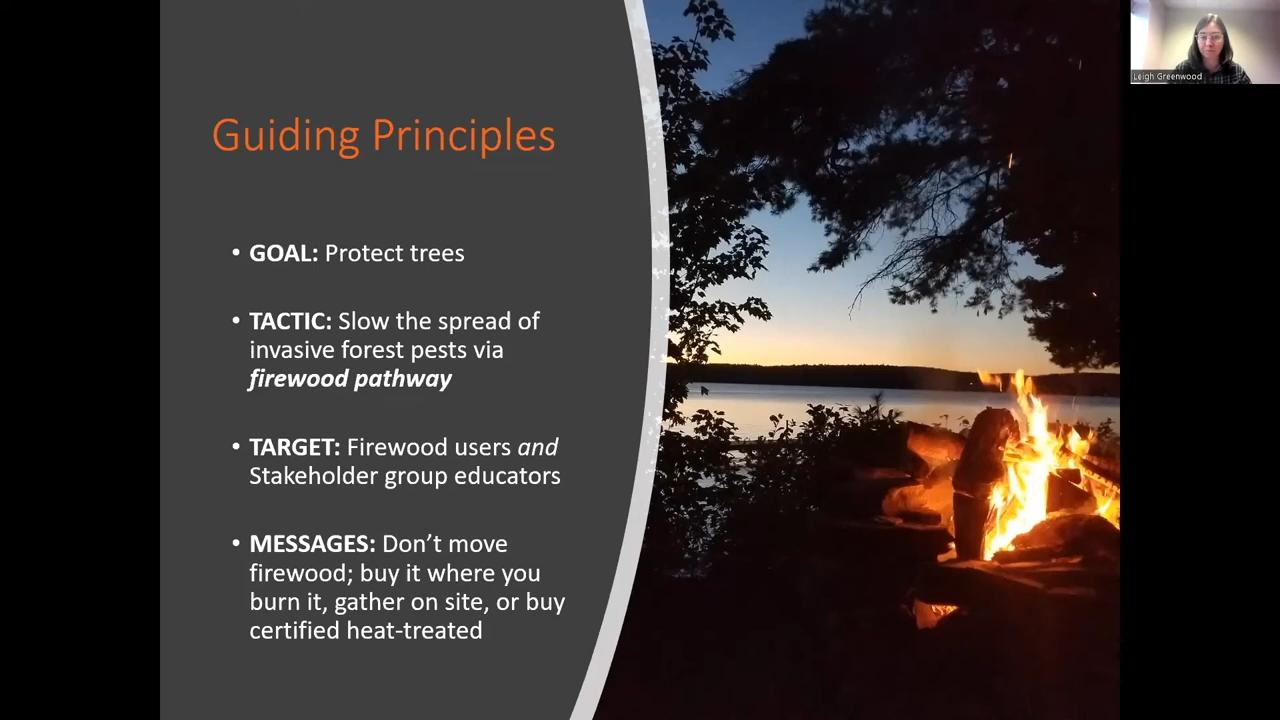 Guiding Principles
• GOAL: Protect trees
• TACTIC: Slow the spread of
invasive forest pests via
firewood pathway
• TARGET: Firewood users and
Stakeholder group educators
• MESSAGES: Don’t move
firewood; buy it where you
burn it, gather on site, or buy
certified heat-treated
Leigh Greenwood